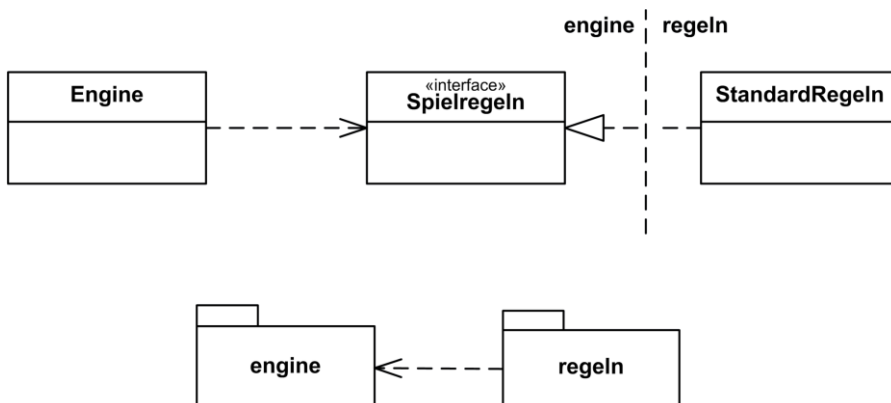 engine
regeln
Engine
«interface»
Spielregeln
StandardRegeln
engine
regeln